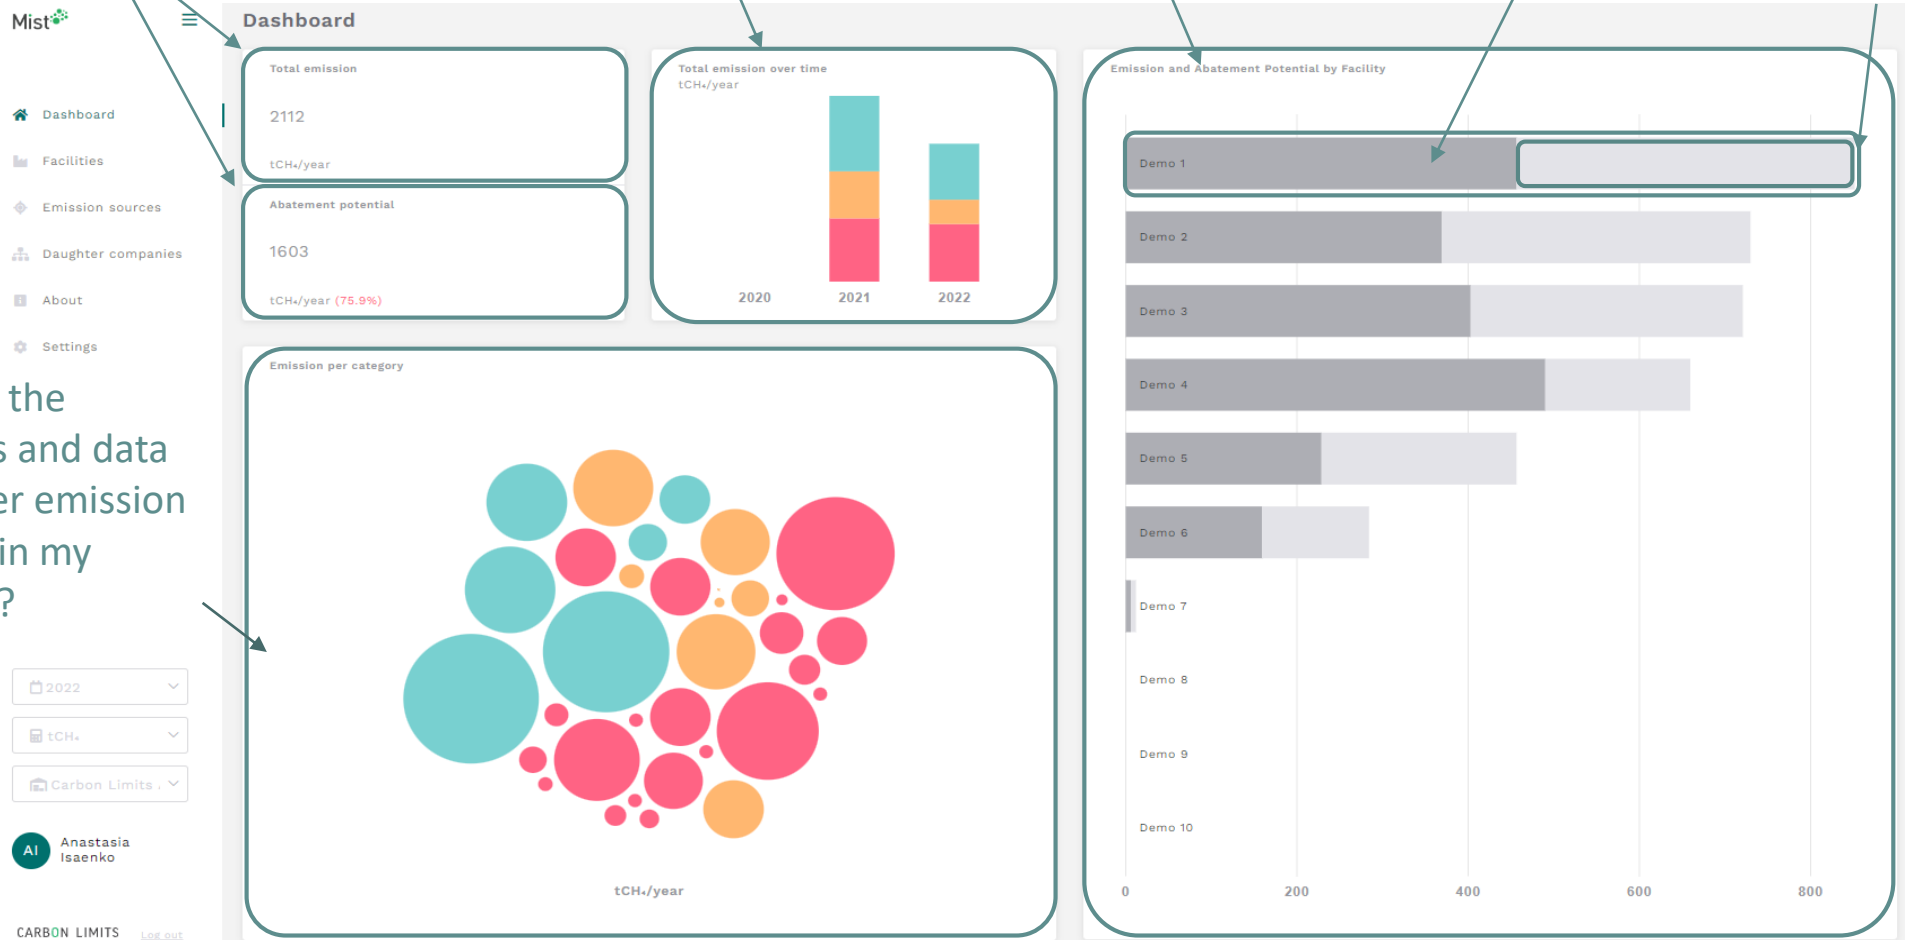 Mist
Dashboard
Facilities
Emission sources
Daughter companies
About
Settings
the
s and data
er emission
in my
?
2022
tCH₄
Carbon Limits .
AI
Anastasia
Isaenko
CARBON LIMITS
Log out
Dashboard
Total emission
2112
tCH₄/year
Abatement potential
1603
tCH₄/year (75.9%)
Total emission over time
tCH₄/year
2020 2021 2022
Emission per category
tCH₄/year
Emission and Abatement Potential by Facility
Demo 1
Demo 2
Demo 3
Demo 4
Demo 5
Demo 6
Demo 7
Demo 8
Demo 9
Demo 10
0 200 400 600 800